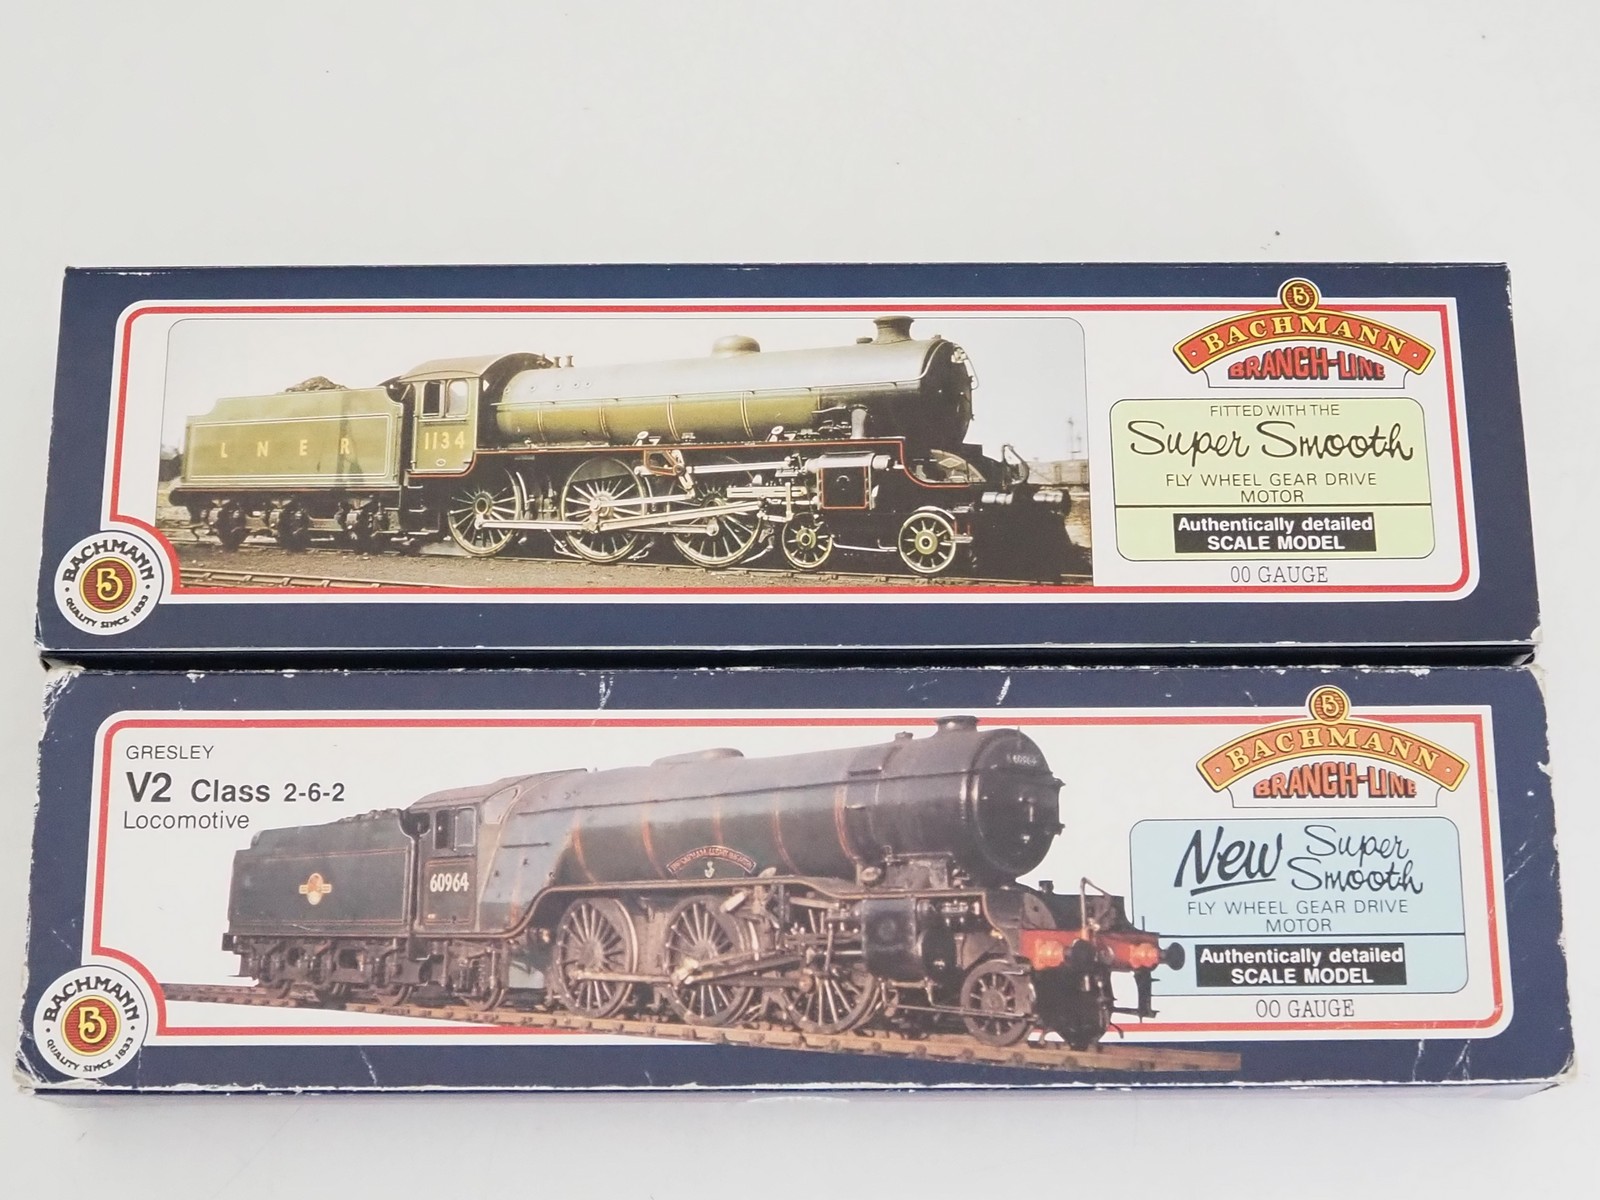 BACHMANN
BRANCH-LINE
FITTED WITH THE
Super Smooth
FLY WHEEL GEAR DRIVE
MOTOR
Authentically detailed
SCALE MODEL
00 GAUGE
L N E R
1134
BACHMANN
QUALITY SINCE 1833
GRESLEY
V2 Class 2-6-2
Locomotive
60964
BACHMANN
BRANCH-LINE
New Super
Smooth
FLY WHEEL GEAR DRIVE
MOTOR
Authentically detailed
SCALE MODEL
00 GAUGE
BACHMANN
QUALITY SINCE 1833